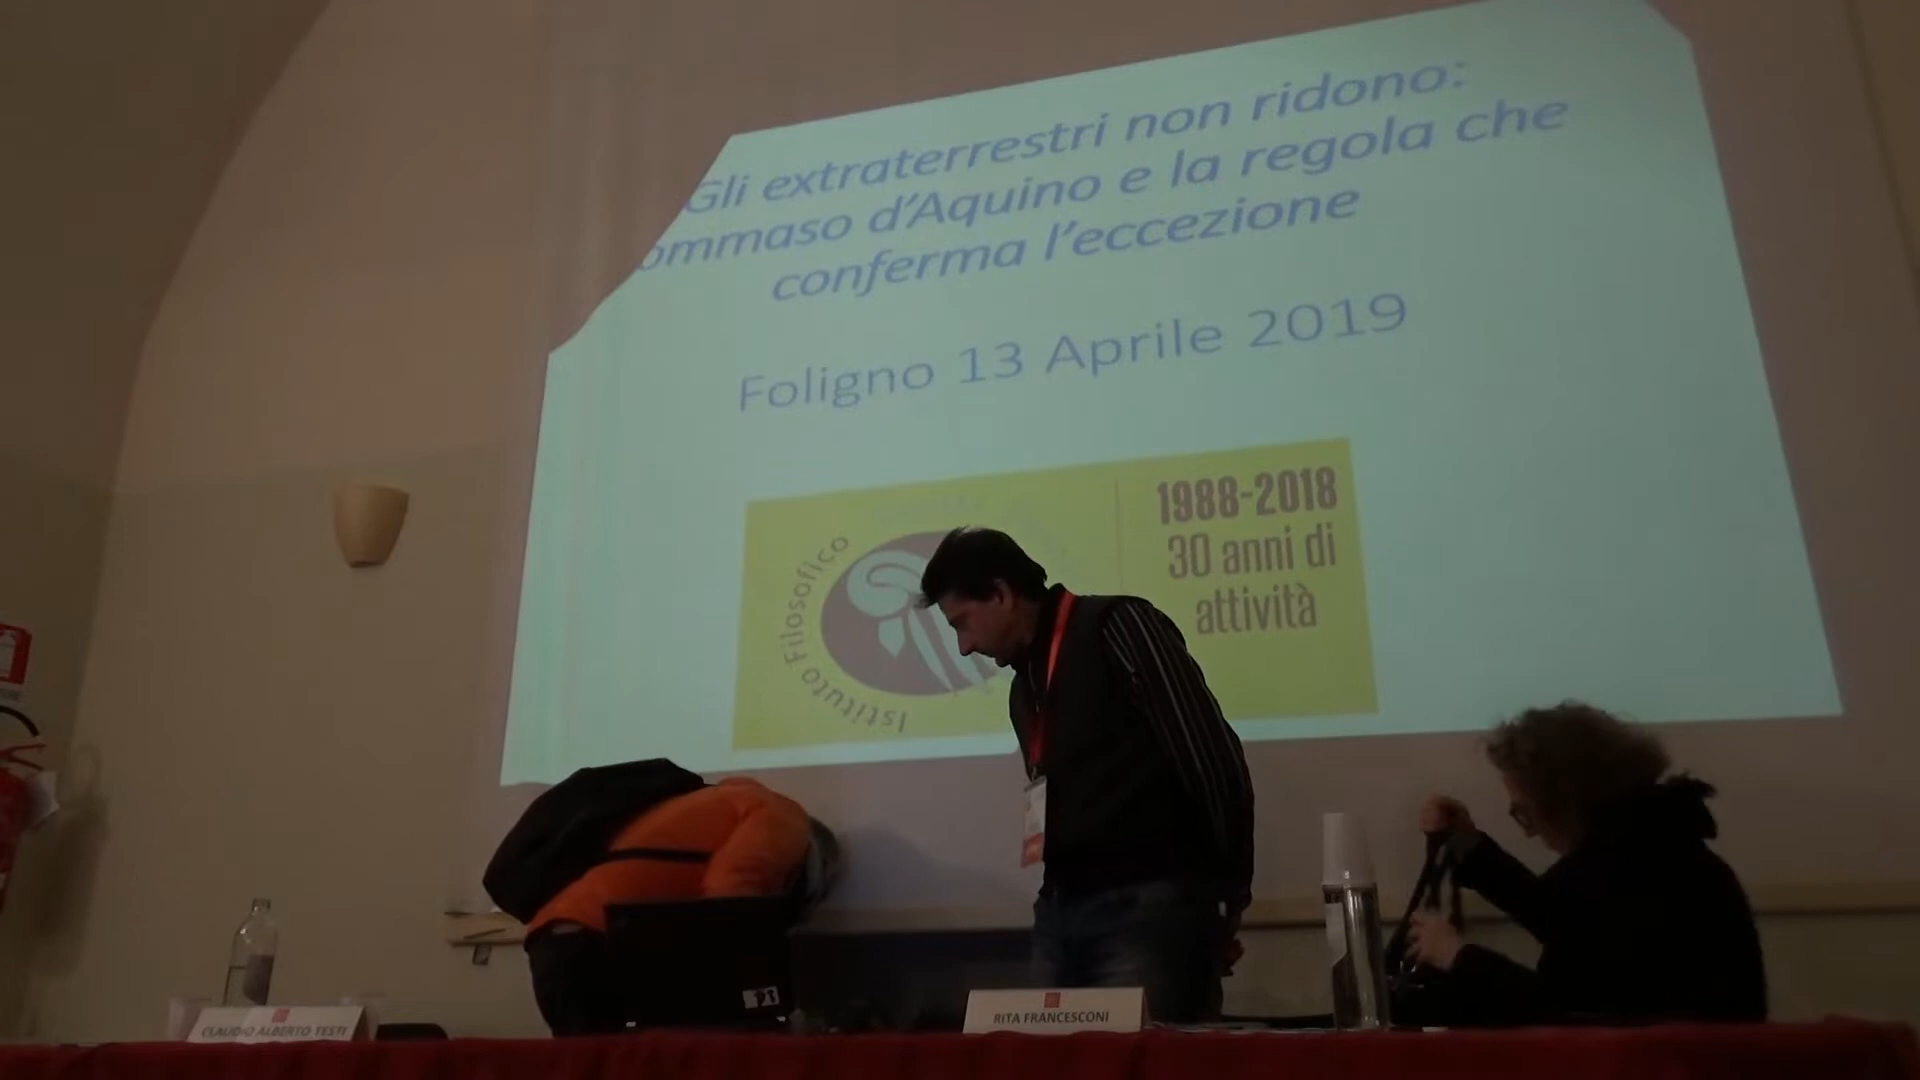 Gli extraterrestri non ridono:
ommaso d'Aquino e la regola che
conferma l'eccezione
Foligno 13 Aprile 2019
Istituto Filosofico
1988-2018
30 anni di
attività
CLAUDIO ALBERTO TESTI
RITA FRANCESCONI